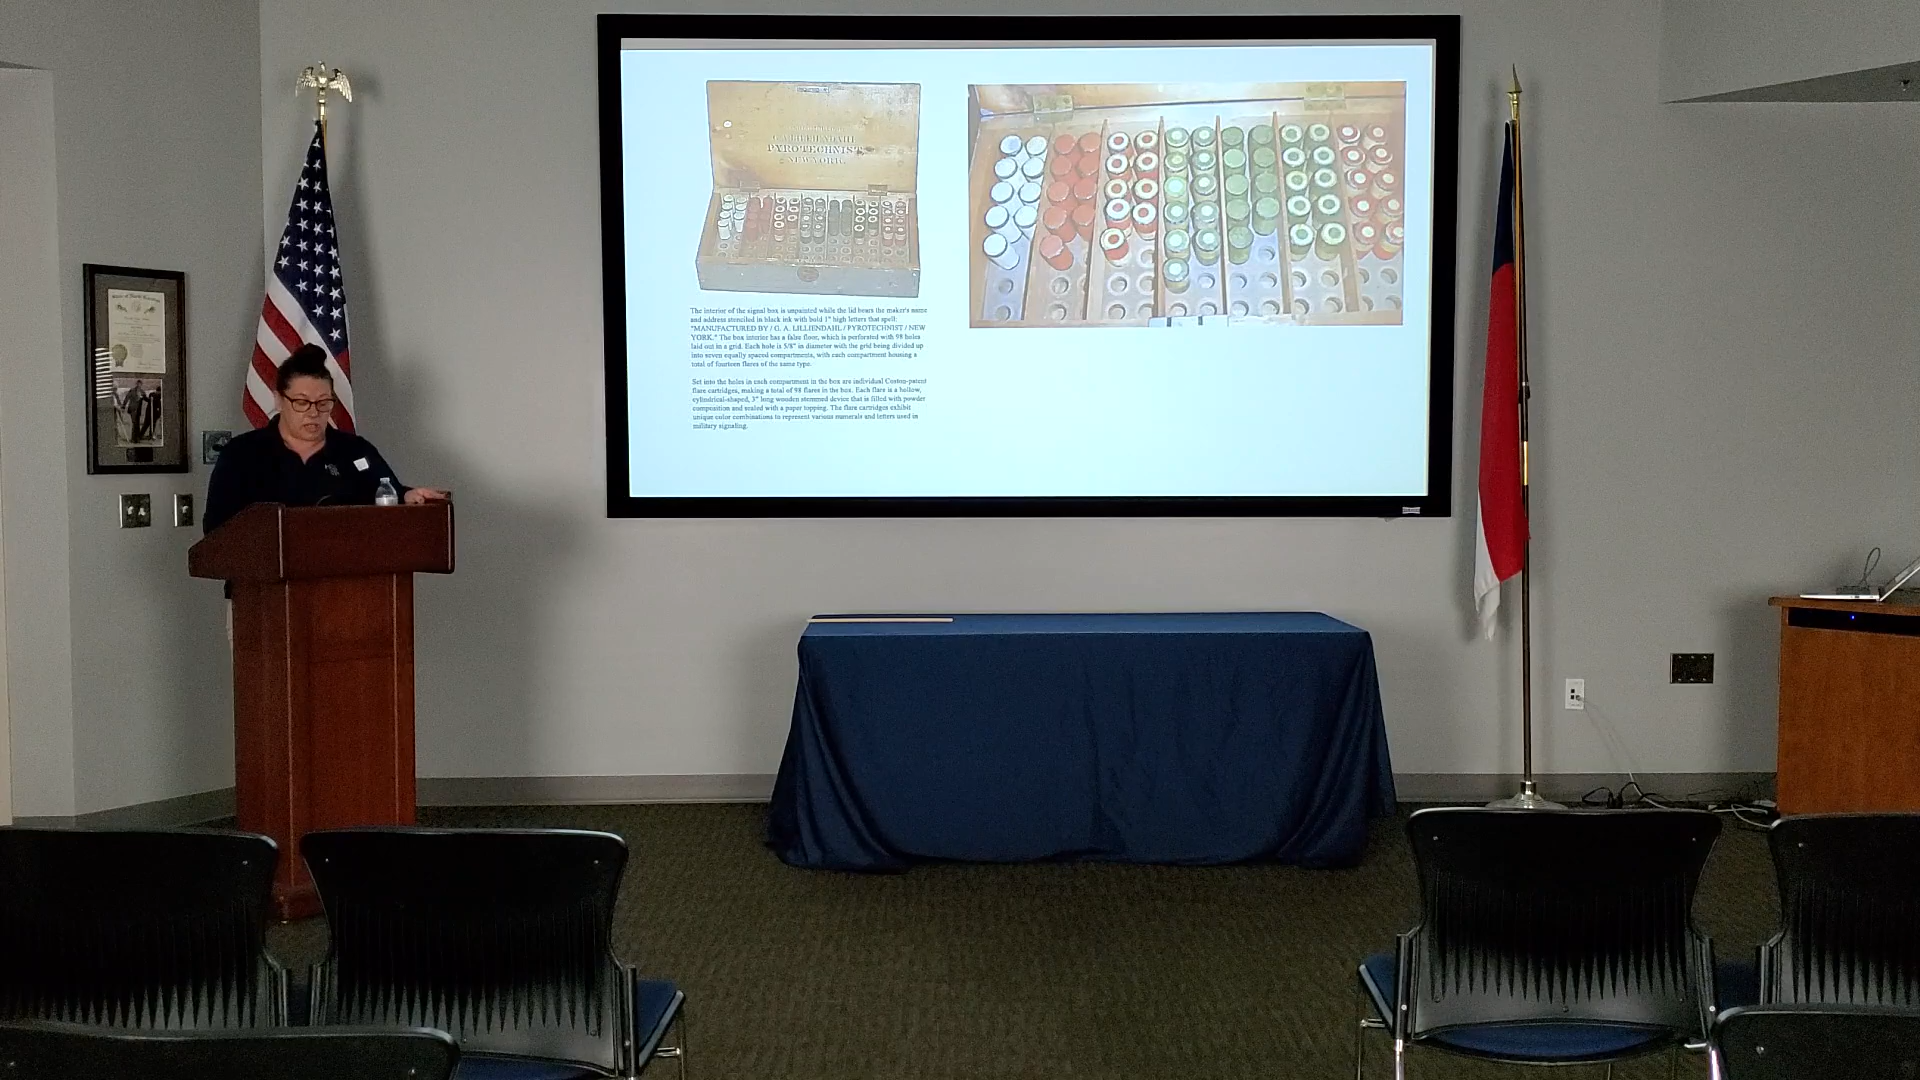 PYROTECHNIST
NEW YORK.
The interior of the signal box is unpainted while the lid bears the maker's name
and address stenciled in black ink with bold 1" high letters that spell:
"MANUFACTURED BY / G. A. LILLIENDAHL / PYROTECHNIST / NEW
YORK." The box interior has a false floor, which is perforated with 98 holes
laid out in a grid. Each hole is 5/8" in diameter with the grid being divided up
into seven equally spaced compartments, with each compartment housing a
total of fourteen flares of the same type.
Set into the holes in each compartment in the box are individual Coston-patent
flare cartridges, making a total of 98 flares in the box. Each flare is a hollow,
cylindrical-shaped, 3" long wooden stemmed device that is filled with powder
composition and sealed with a paper topping. The flare cartridges exhibit
unique color combinations to represent various numerals and letters used in
military signaling.